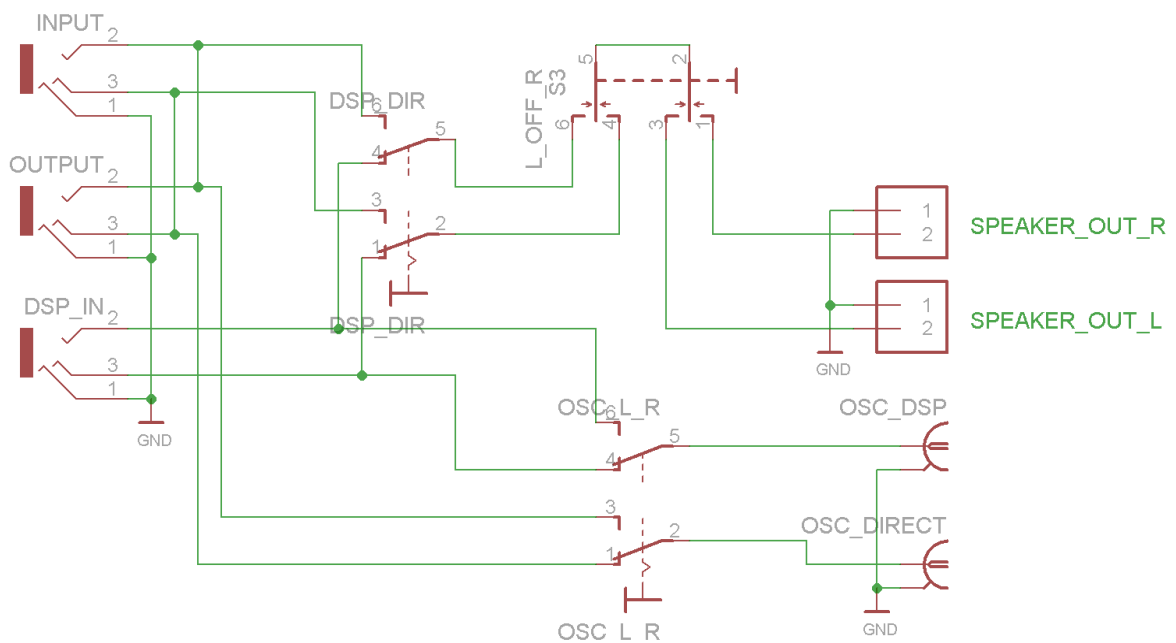 INPUT
2
3
1
OUTPUT
2
3
1
DSP_IN
2
3
1
GND
DSP_DIR
6
5
4
3
2
1
DSP_DIR
L_OFF_R
S3
5
2
6
4
3
1
1
2
SPEAKER_OUT_R
1
2
SPEAKER_OUT_L
GND
OSC_L_R
6
5
4
3
2
1
OSC_L_R
OSC_DSP
OSC_DIRECT
GND